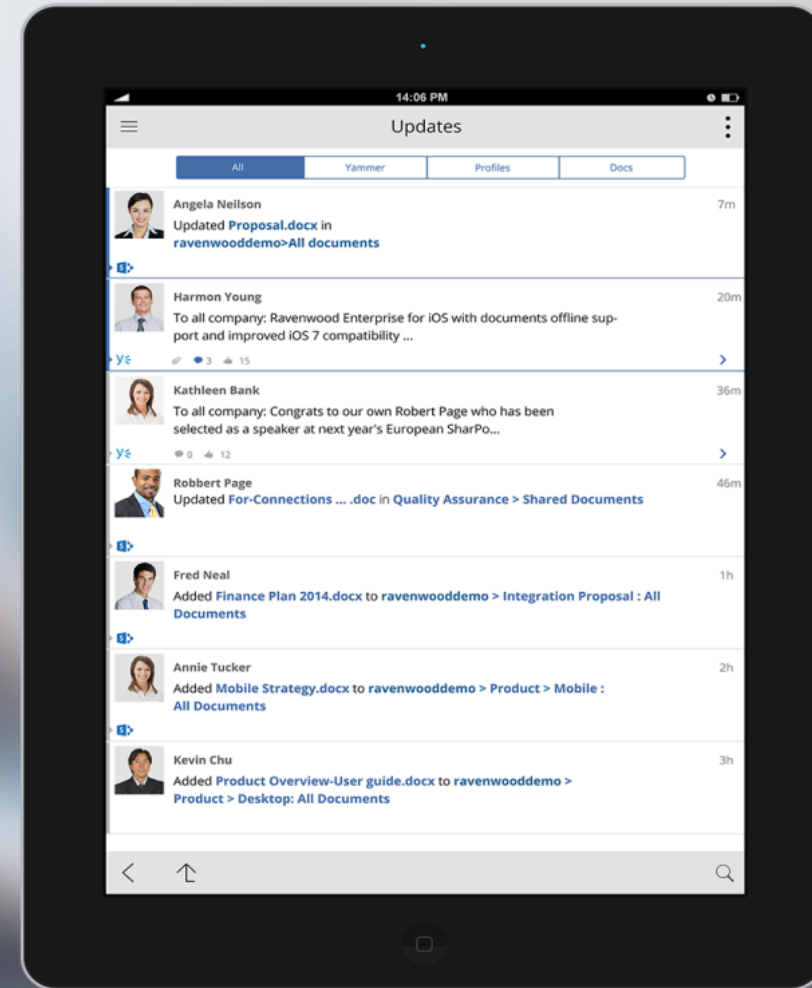 14:06 PM
Updates
All Yammer Profiles Docs
Angela Neilson 7m
Updated Proposal.docx in
ravenwooddemo>All documents
Harmon Young 20m
To all company: Ravenwood Enterprise for iOS with documents offline sup-
port and improved iOS 7 compatibility ...
3 15
Kathleen Bank 36m
To all company: Congrats to our own Robert Page who has been
selected as a speaker at next year's European SharPo...
0 12
Robbert Page 46m
Updated For-Connections ... .doc in Quality Assurance > Shared Documents
Fred Neal 1h
Added Finance Plan 2014.docx to ravenwooddemo > Integration Proposal : All
Documents
Annie Tucker 2h
Added Mobile Strategy.docx to ravenwooddemo > Product > Mobile :
All Documents
Kevin Chu 3h
Added Product Overview-User guide.docx to ravenwooddemo >
Product > Desktop: All Documents